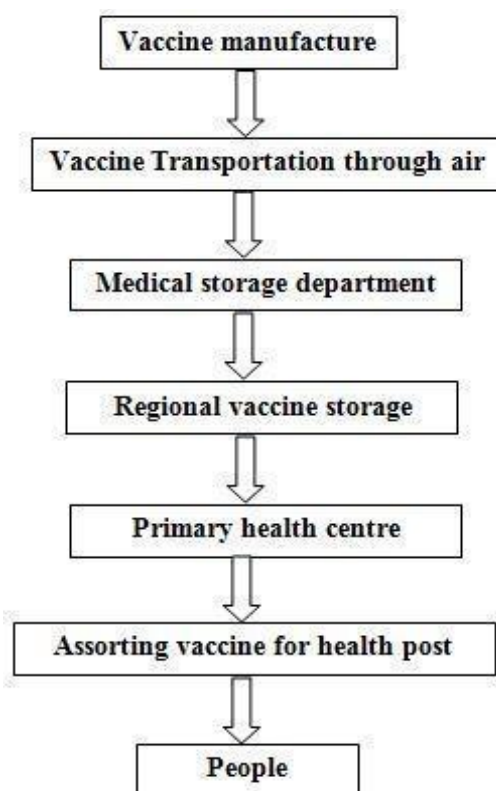 Vaccine manufacture
Vaccine Transportation through air
Medical storage department
Regional vaccine storage
Primary health centre
Assorting vaccine for health post
People